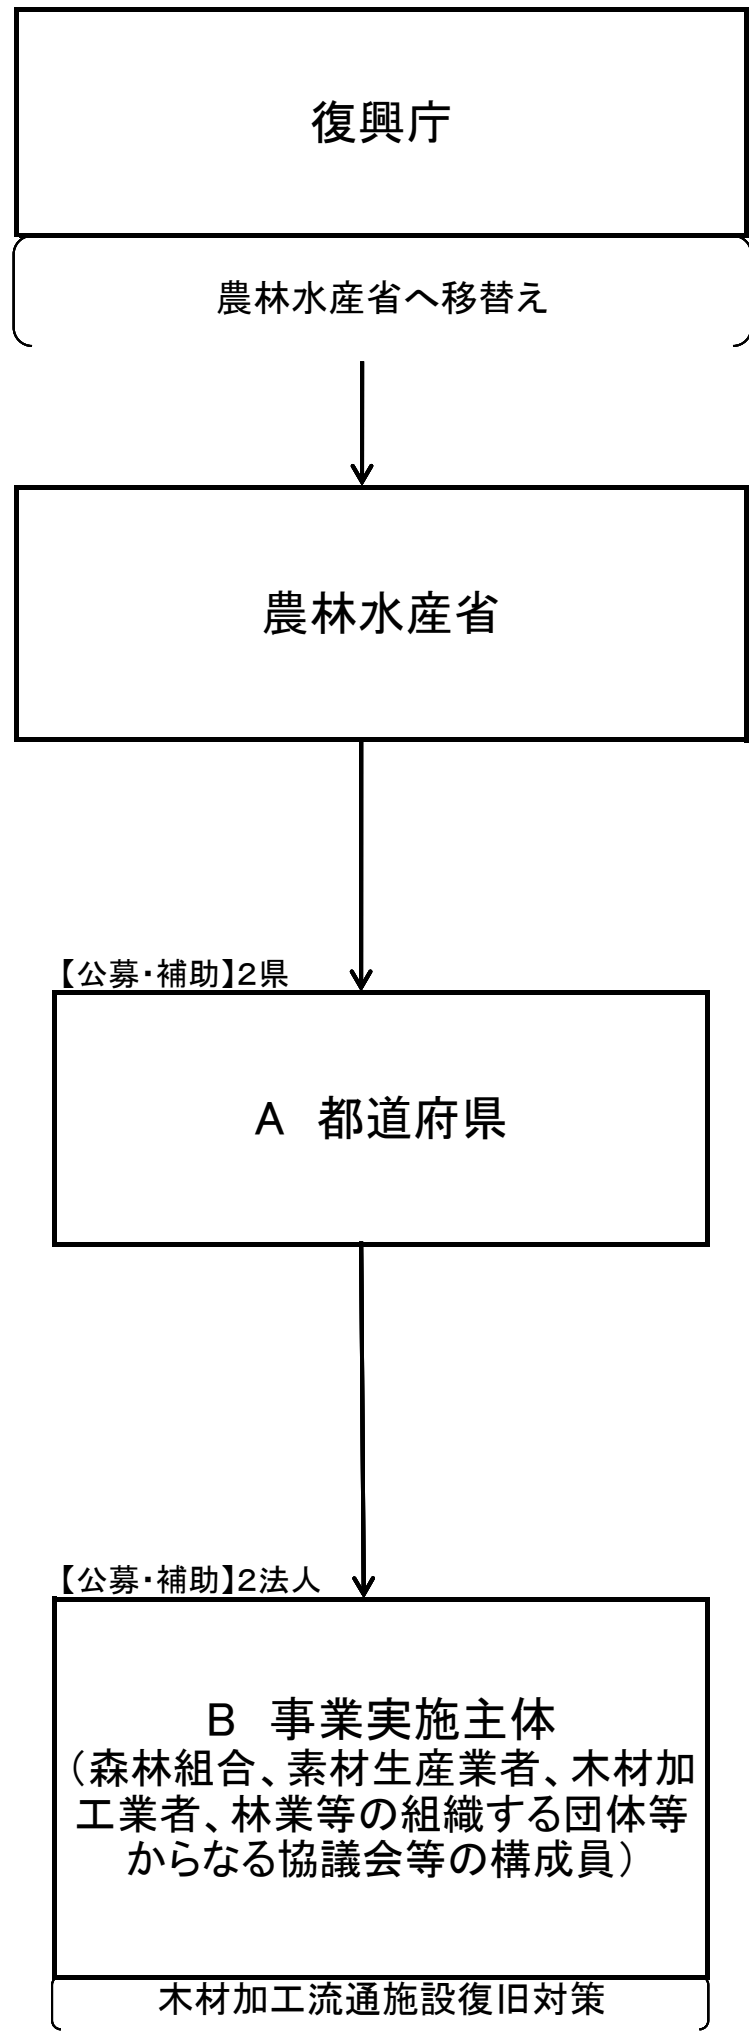 復興庁
農林水産省へ移替え
農林水産省
【公募・補助】2県
A　都道府県
【公募・補助】2法人
B　事業実施主体
（森林組合、素材生産業者、木材加
工業者、林業等の組織する団体等
からなる協議会等の構成員）
木材加工流通施設復旧対策